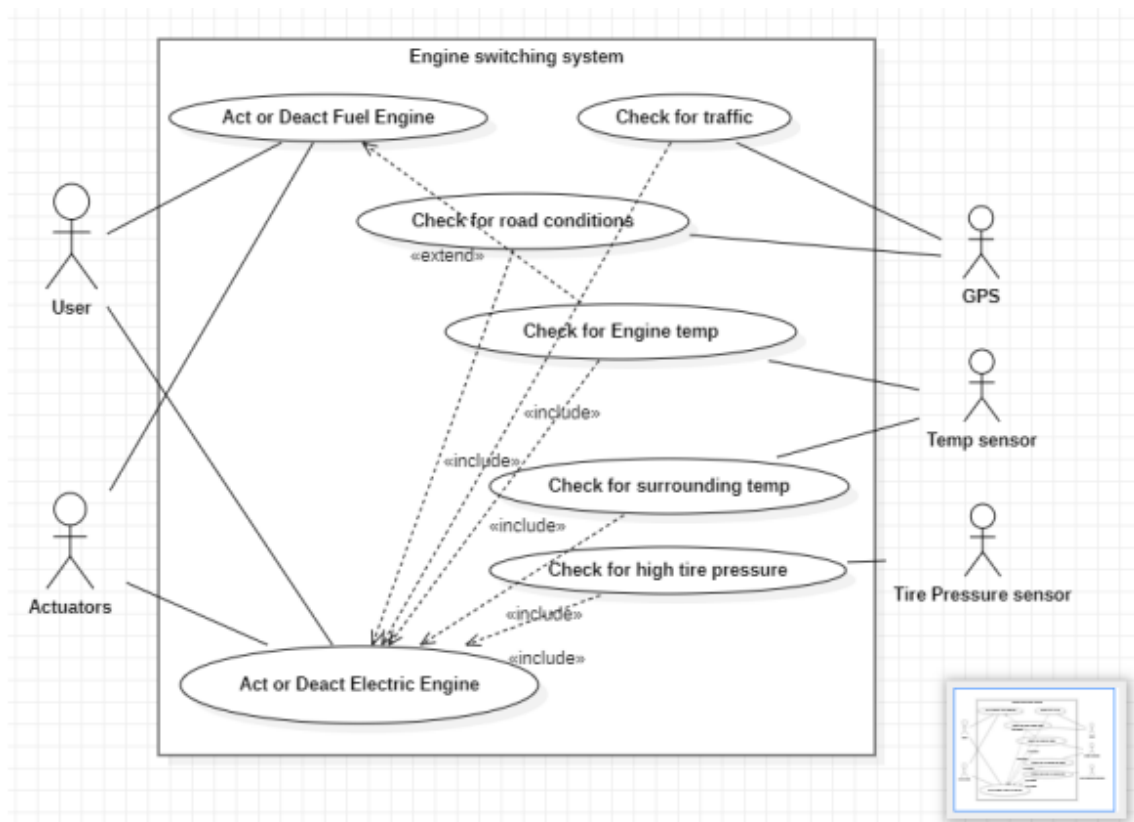 Engine switching system
Act or Deact Fuel Engine
Check for traffic
Check for road conditions
«extend»
User
GPS
Check for Engine temp
«include»
Temp sensor
«include»
Check for surrounding temp
«include»
Check for high tire pressure
Tire Pressure sensor
Actuators
«include»
«include»
Act or Deact Electric Engine